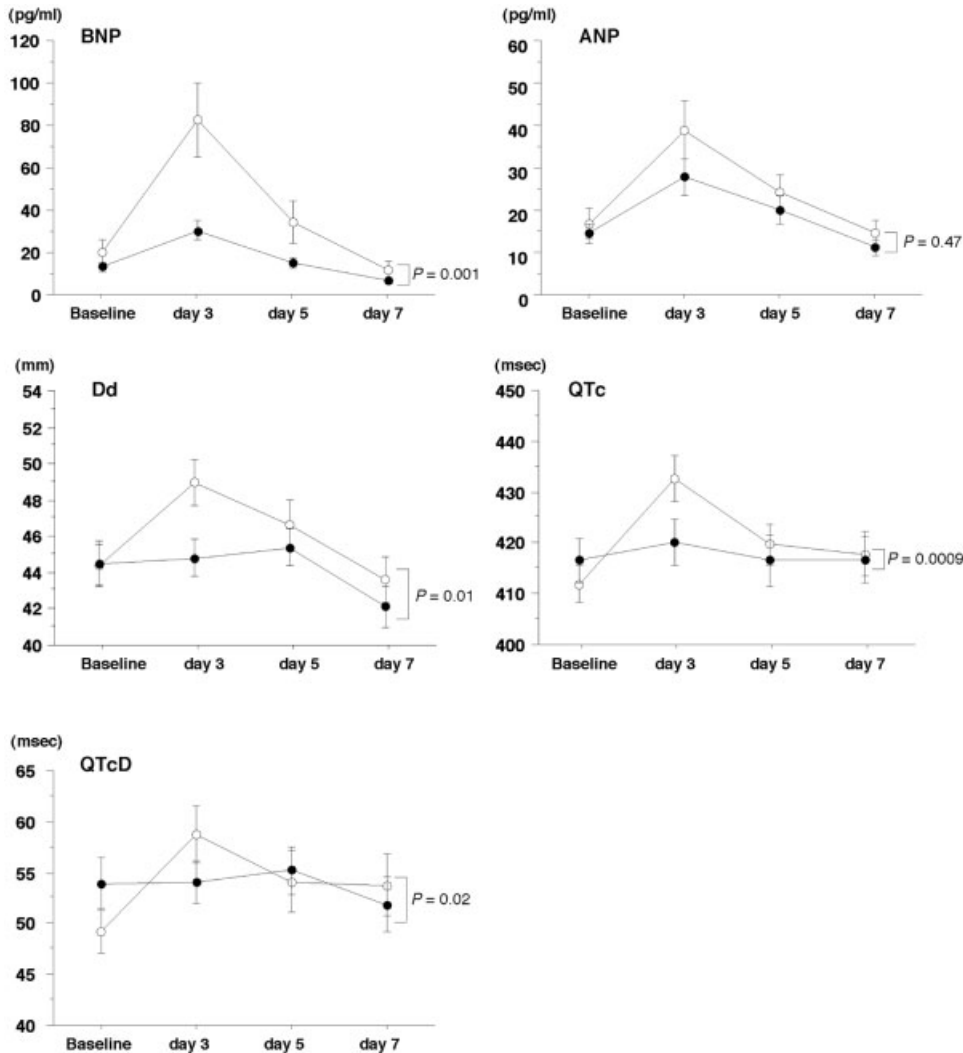 (pg/ml)
BNP
120
100
80
60
40
20
0
Baseline day 3 day 5 day 7
P = 0.001
(pg/ml)
ANP
60
50
40
30
20
10
0
Baseline day 3 day 5 day 7
P = 0.47
(mm)
Dd
54
52
50
48
46
44
42
40
Baseline day 3 day 5 day 7
P = 0.01
(msec)
QTc
450
440
430
420
410
400
Baseline day 3 day 5 day 7
P = 0.0009
(msec)
QTcD
65
60
55
50
45
40
Baseline day 3 day 5 day 7
P = 0.02